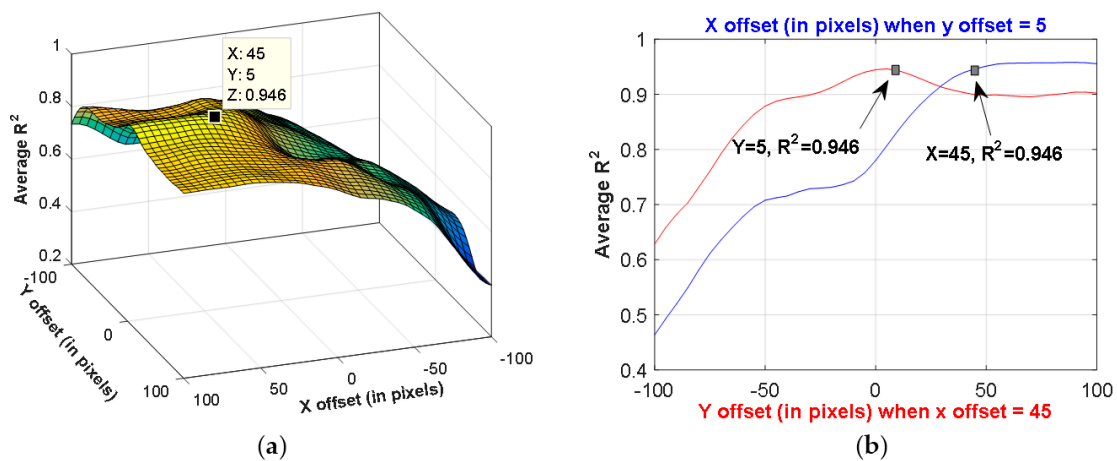 1
0.8
0.6
0.4
0.2
Average R²
X: 45
Y: 5
Z: 0.946
-100
0
100
Y offset (in pixels)
100
50
0
-50
-100
X offset (in pixels)
(a)
X offset (in pixels) when y offset = 5
1
0.9
0.8
0.7
0.6
0.5
0.4
Average R²
Y=5, R²=0.946
X=45, R²=0.946
-100
-50
0
50
100
Y offset (in pixels) when x offset = 45
(b)